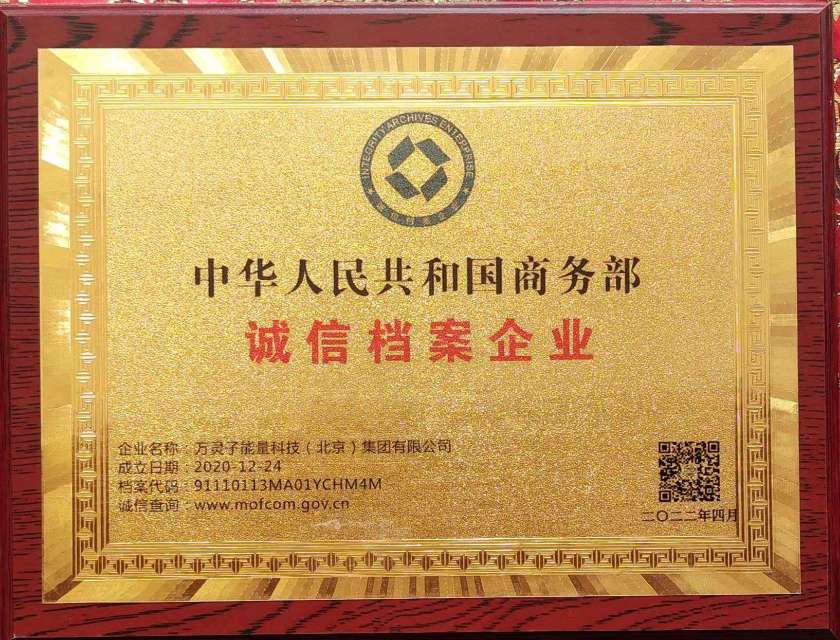 INTEGRITY ARCHIVES ENTERPRISE
中华人民共和国商务部
诚信档案企业
企业名称：万灵子能量科技（北京）集团有限公司
成立日期：2020-12-24
档案代码：91110113MA01YCHM4M
诚信查询：www.mofcom.gov.cn
二〇二二年四月